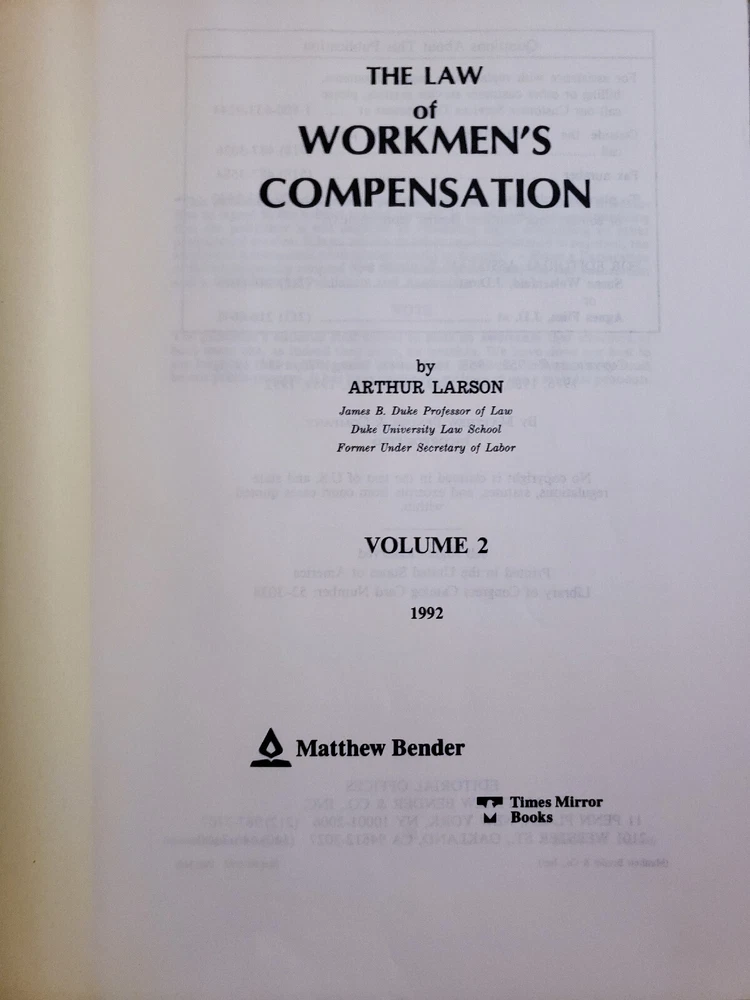 THE LAW
of
WORKMEN'S
COMPENSATION
by
ARTHUR LARSON
James B. Duke Professor of Law
Duke University Law School
Former Under Secretary of Labor
VOLUME 2
1992
Matthew Bender
Times Mirror
Books